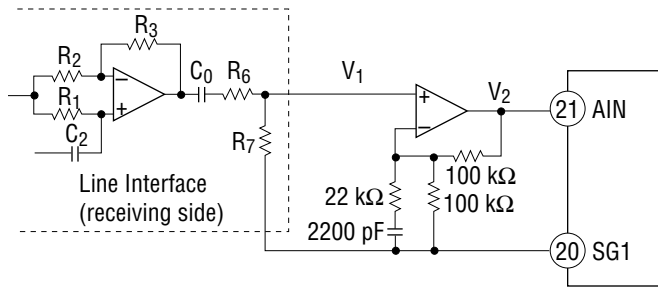 R3
R2
C0 R6
V1
R1
V2
C2
21 AIN
R7
100 kΩ
Line Interface
(receiving side)
22 kΩ
100 kΩ
2200 pF
20 SG1
− +
+ −